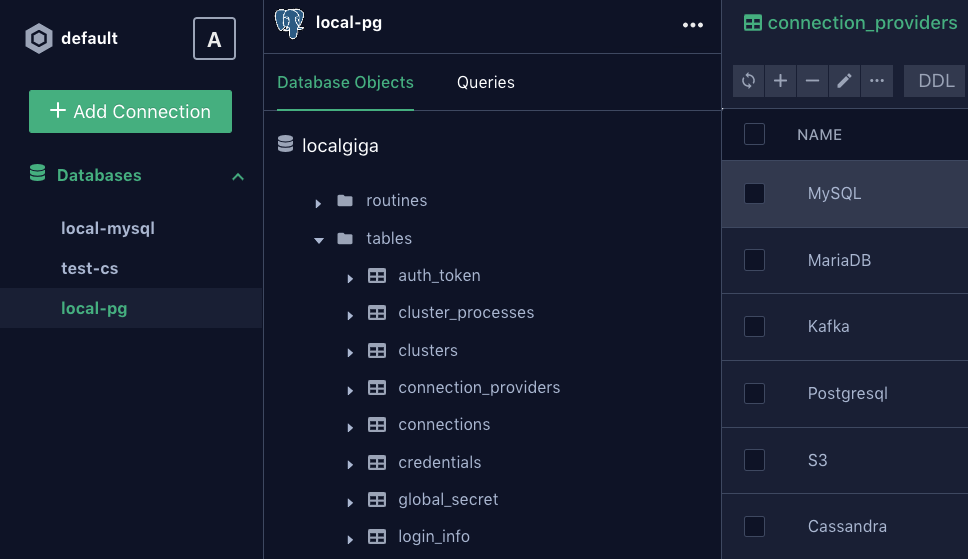 default
A
+ Add Connection
Databases
local-mysql
test-cs
local-pg
local-pg
Database Objects
Queries
localgiga
routines
tables
auth_token
cluster_processes
clusters
connection_providers
connections
credentials
global_secret
login_info
connection_providers
DDL
NAME
MySQL
MariaDB
Kafka
Postgresql
S3
Cassandra